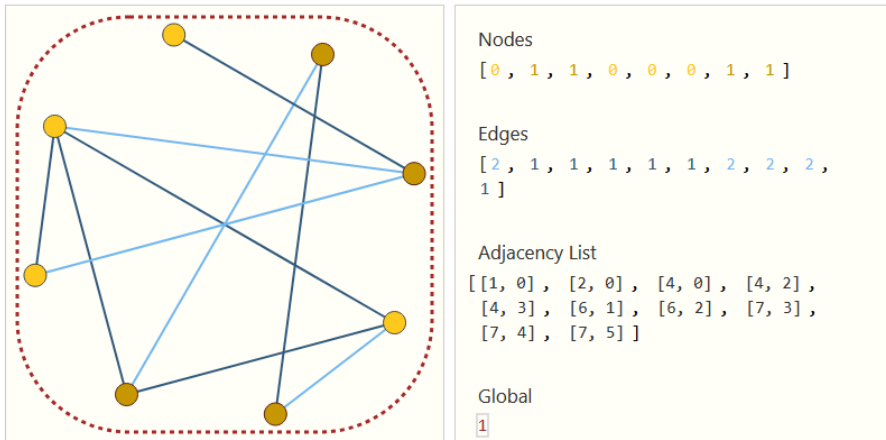 Nodes
[0 , 1 , 1 , 0 , 0 , 0 , 1 , 1 ]
Edges
[2 , 1 , 1 , 1 , 1 , 1 , 2 , 2 , 2 ,
1 ]
Adjacency List
[[1, 0] , [2, 0] , [4, 0] , [4, 2] ,
[4, 3] , [6, 1] , [6, 2] , [7, 3] ,
[7, 4] , [7, 5] ]
Global
1